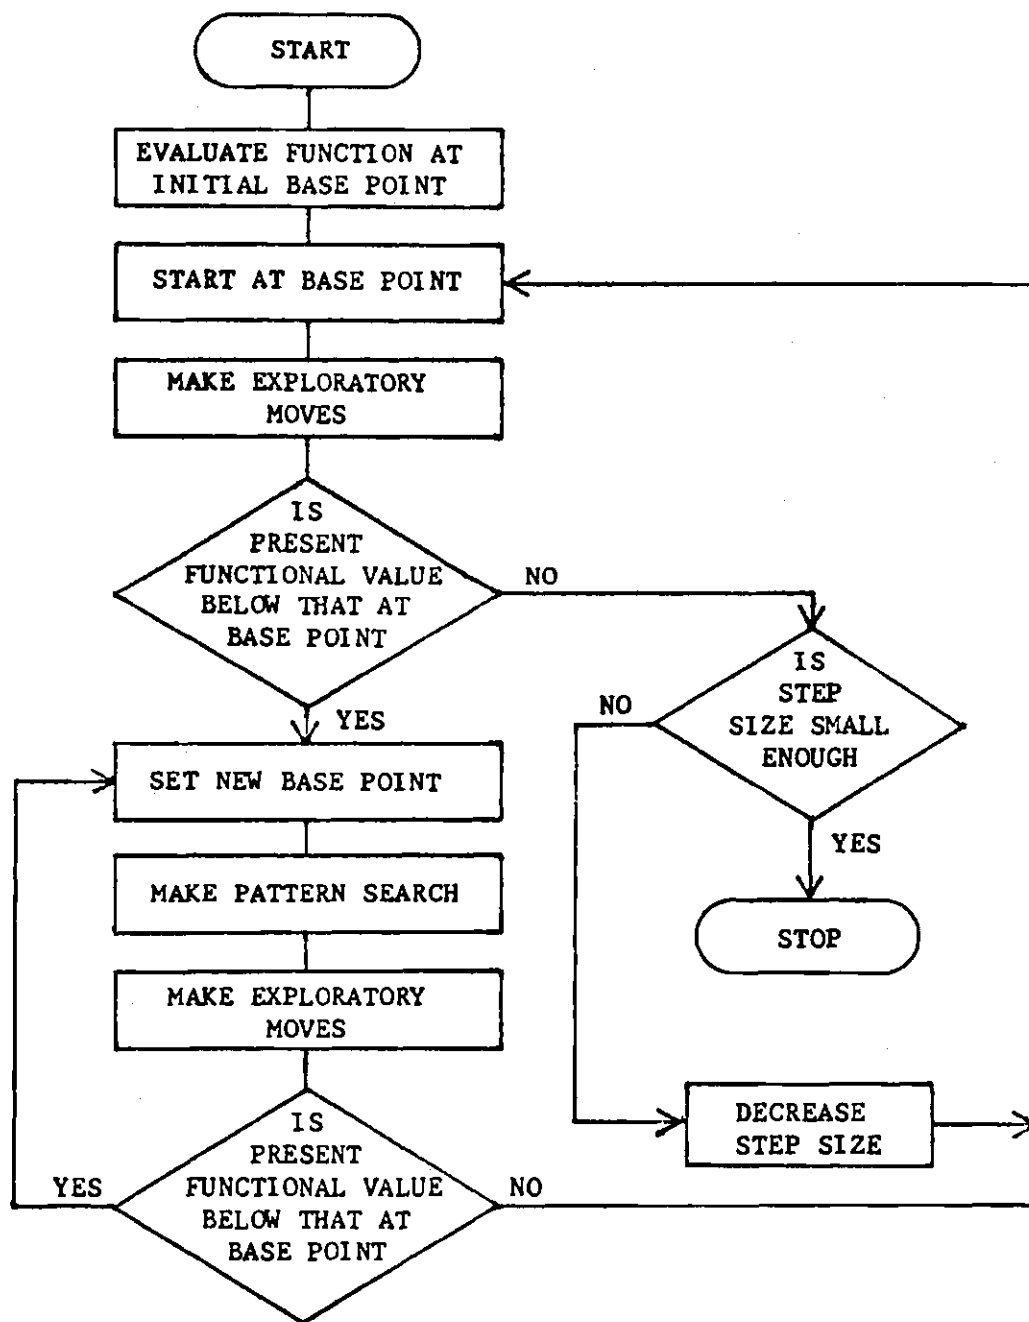 START
EVALUATE FUNCTION AT
INITIAL BASE POINT
START AT BASE POINT
MAKE EXPLORATORY
MOVES
IS
PRESENT
FUNCTIONAL VALUE
BELOW THAT AT
BASE POINT
NO
YES
IS
STEP
SIZE SMALL
ENOUGH
NO
YES
STOP
SET NEW BASE POINT
MAKE PATTERN SEARCH
MAKE EXPLORATORY
MOVES
DECREASE
STEP SIZE
IS
PRESENT
FUNCTIONAL VALUE
BELOW THAT AT
BASE POINT
YES
NO